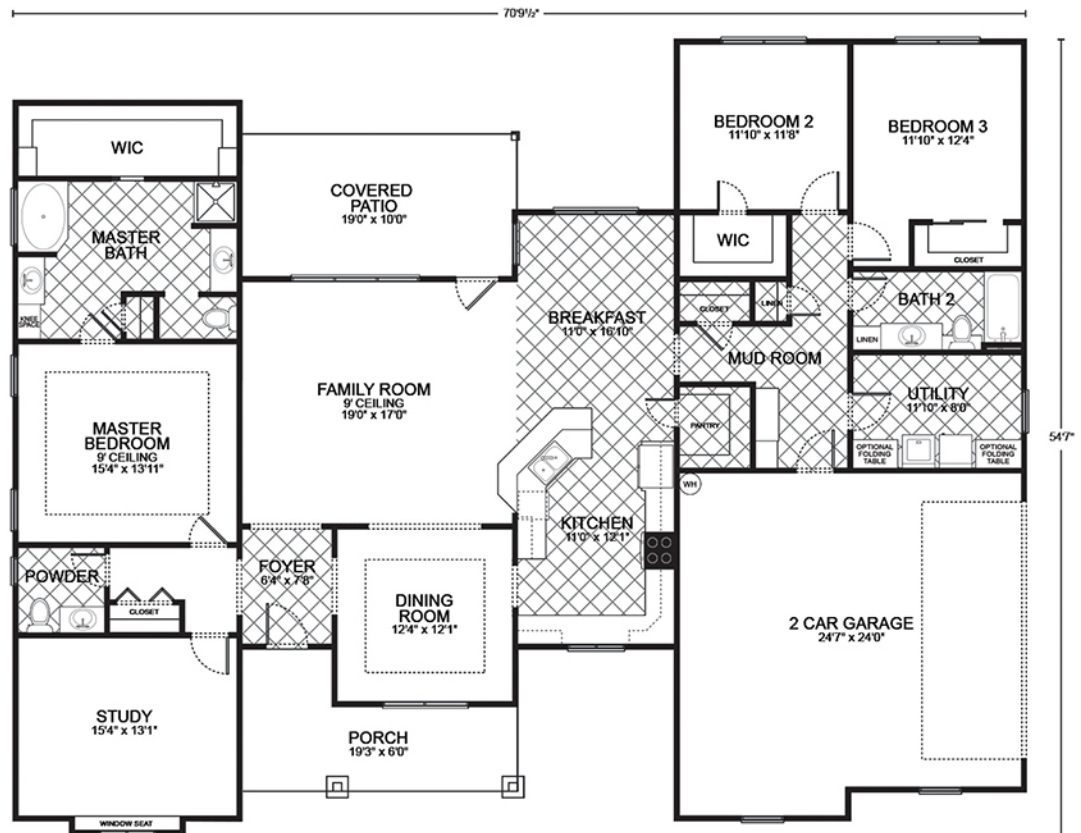 70'9½"
BEDROOM 2
11'10" x 11'8"
BEDROOM 3
11'10" x 12'4"
WIC
COVERED
PATIO
19'0" x 10'0"
MASTER
BATH
WIC
CLOSET
KNEE
SPACE
BREAKFAST
11'0" x 16'10"
CLOSET
LINEN
BATH 2
LINEN
MUD ROOM
FAMILY ROOM
9' CEILING
19'0" x 17'0"
UTILITY
11'10" x 8'0"
MASTER
BEDROOM
9' CEILING
15'4" x 13'11"
PANTRY
OPTIONAL
FOLDING
TABLE
OPTIONAL
FOLDING
TABLE
54'7"
WH
KITCHEN
11'0" x 12'1"
POWDER
FOYER
6'4" x 7'8"
CLOSET
DINING
ROOM
12'4" x 12'1"
2 CAR GARAGE
24'7" x 24'0"
STUDY
15'4" x 13'1"
PORCH
19'3" x 6'0"
WINDOW SEAT